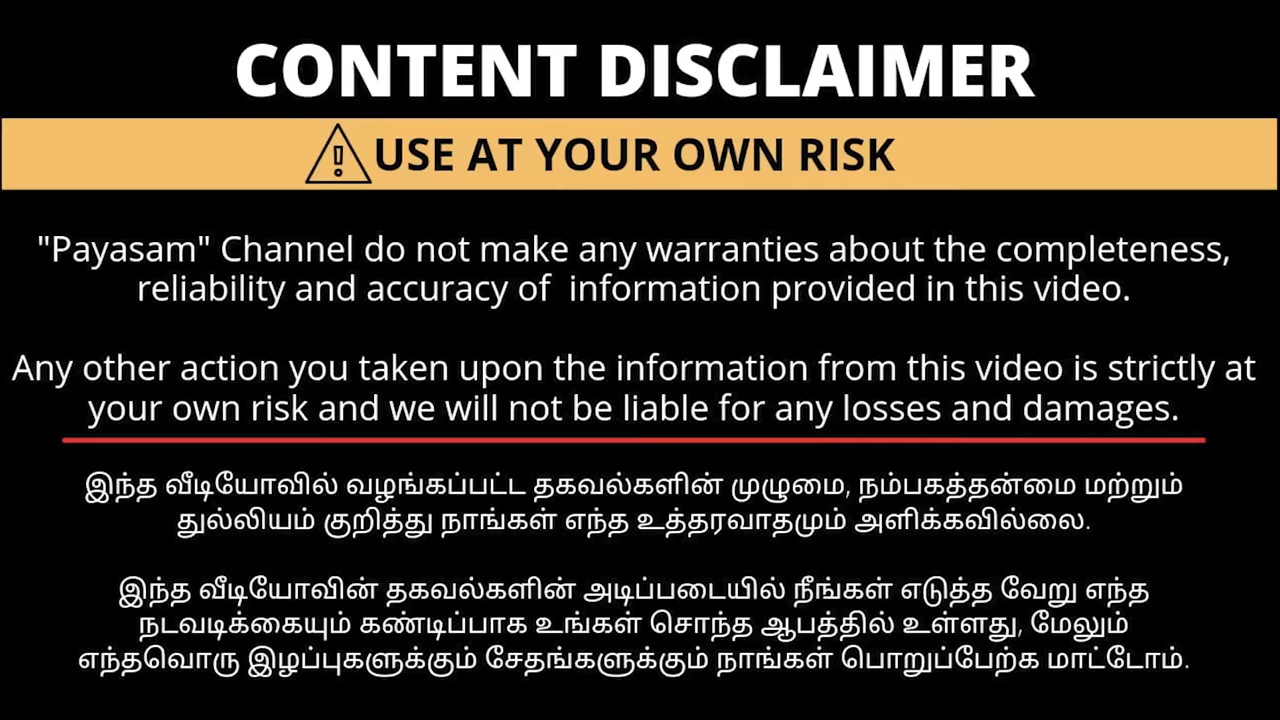 CONTENT DISCLAIMER
USE AT YOUR OWN RISK
"Payasam" Channel do not make any warranties about the completeness,
reliability and accuracy of information provided in this video.
Any other action you taken upon the information from this video is strictly at
your own risk and we will not be liable for any losses and damages.
இந்த வீடியோவில் வழங்கப்பட்ட தகவல்களின் முழுமை, நம்பகத்தன்மை மற்றும்
துல்லியம் குறித்து நாங்கள் எந்த உத்தரவாதமும் அளிக்கவில்லை.
இந்த வீடியோவின் தகவல்களின் அடிப்படையில் நீங்கள் எடுத்த வேறு எந்த
நடவடிக்கையும் கண்டிப்பாக உங்கள் சொந்த ஆபத்தில் உள்ளது, மேலும்
எந்தவொரு இழப்புகளுக்கும் சேதங்களுக்கும் நாங்கள் பொறுப்பேற்க மாட்டோம்.